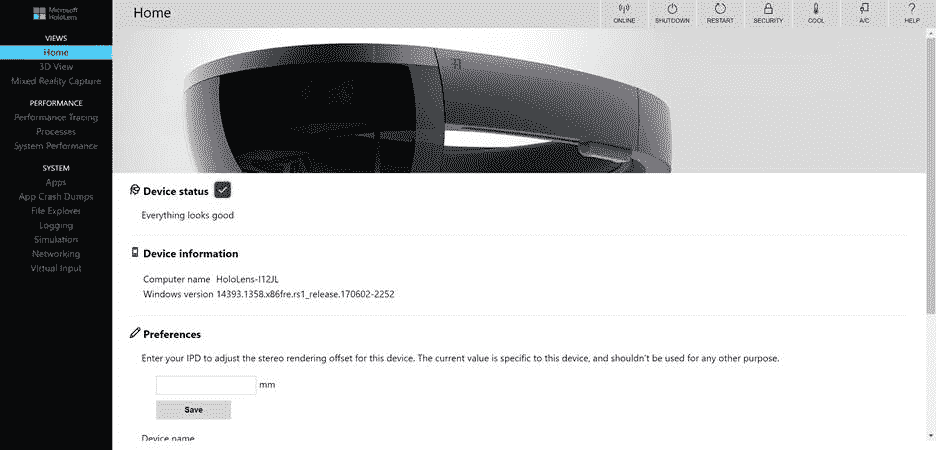 Microsoft
HoloLens
Home
ONLINE
SHUTDOWN
RESTART
SECURITY
COOL
A/C
HELP
VIEWS
Home
3D View
Mixed Reality Capture
PERFORMANCE
Performance Tracing
Processes
System Performance
SYSTEM
Apps
App Crash Dumps
File Explorer
Logging
Simulation
Networking
Virtual Input
Device status
Everything looks good
Device information
Computer name HoloLens-I12JL
Windows version 14393.1358.x86fre.rs1_release.170602-2252
Preferences
Enter your IPD to adjust the stereo rendering offset for this device. The current value is specific to this device, and shouldn't be used for any other purpose.
mm
Save
Device name